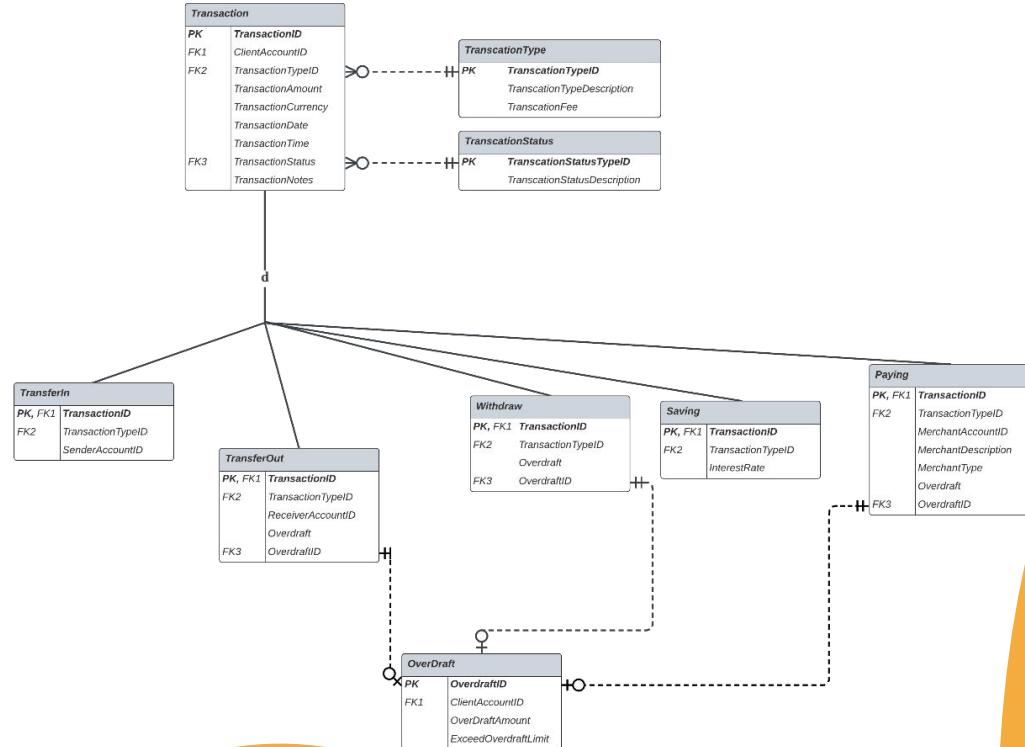 Transaction
PK TransactionID
FK1 ClientAccountID
FK2 TransactionTypeID
TransactionAmount
TransactionCurrency
TransactionDate
TransactionTime
FK3 TransactionStatus
TransactionNotes
TranscationType
PK TranscationTypeID
TranscationTypeDescription
TranscationFee
TranscationStatus
PK TranscationStatusTypeID
TranscationStatusDescription
d
TransferIn
PK, FK1 TransactionID
FK2 TransactionTypeID
SenderAccountID
TransferOut
PK, FK1 TransactionID
FK2 TransactionTypeID
ReceiverAccountID
Overdraft
FK3 OverdraftID
Withdraw
PK, FK1 TransactionID
FK2 TransactionTypeID
Overdraft
FK3 OverdraftID
Saving
PK, FK1 TransactionID
FK2 TransactionTypeID
InterestRate
Paying
PK, FK1 TransactionID
FK2 TransactionTypeID
MerchantAccountID
MerchantDescription
MerchantType
Overdraft
FK3 OverdraftID
OverDraft
PK OverdraftID
FK1 ClientAccountID
OverDraftAmount
ExceedOverdraftLimit